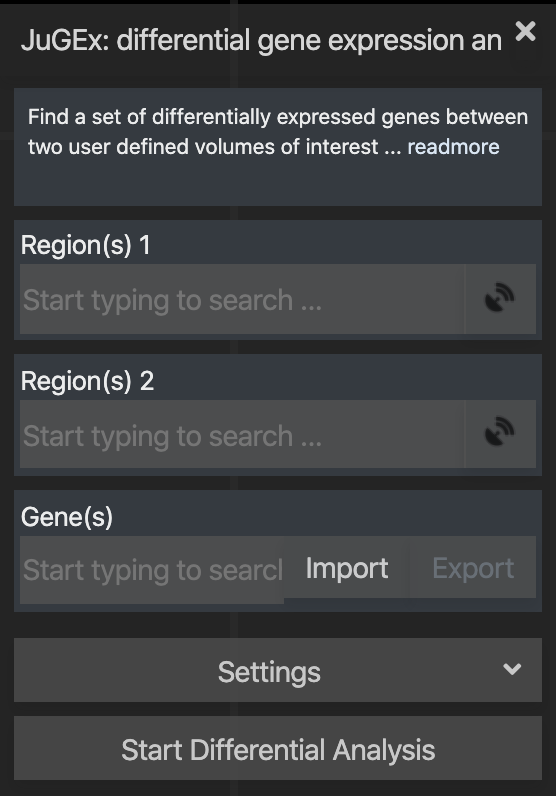 JuGEx: differential gene expression an
Find a set of differentially expressed genes between
two user defined volumes of interest ... readmore
Region(s) 1
Start typing to search ...
Region(s) 2
Start typing to search ...
Gene(s)
Start typing to searcl Import Export
Settings
Start Differential Analysis